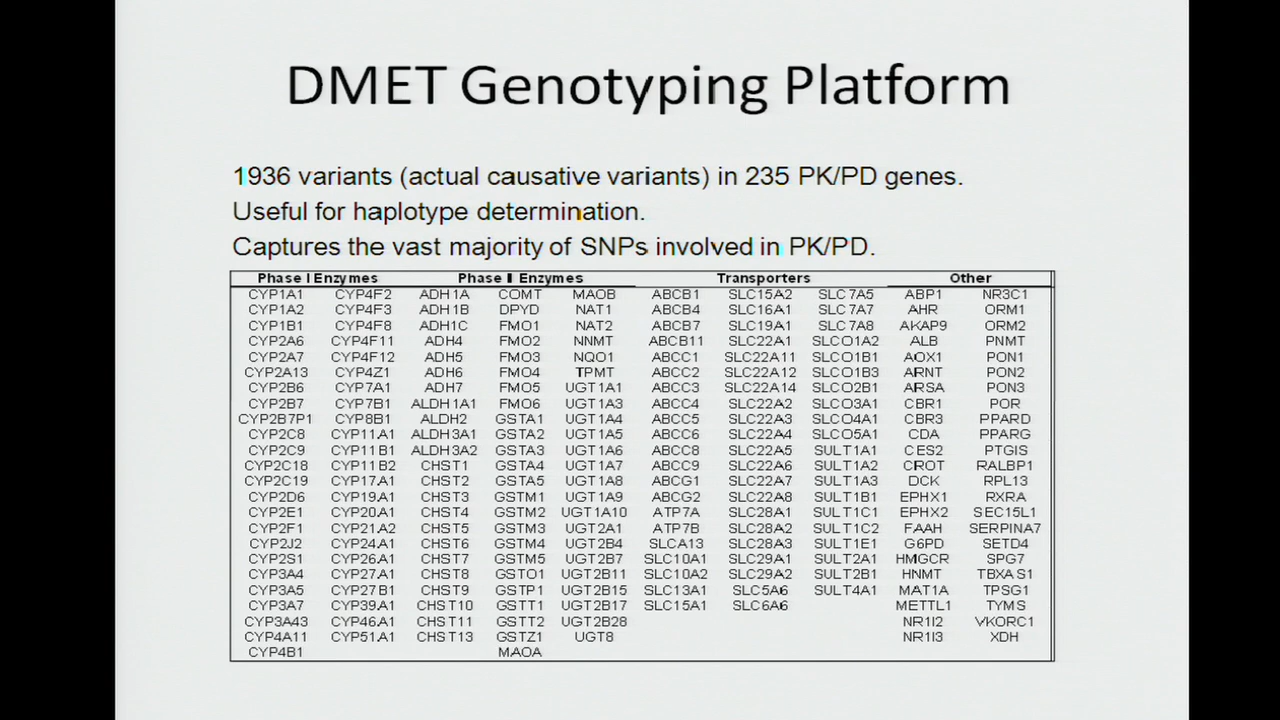 DMET Genotyping Platform
1936 variants (actual causative variants) in 235 PK/PD genes.
Useful for haplotype determination.
Captures the vast majority of SNPs involved in PK/PD.
Phase I Enzymes Phase II Enzymes Transporters Other
CYP1A1 CYP4F2 ADH1A COMT MAOB ABCB1 SLC15A2 SLC7A5 ABP1 NR3C1
CYP1A2 CYP4F3 ADH1B DPYD NAT1 ABCB4 SLC16A1 SLC7A7 AHR ORM1
CYP1B1 CYP4F8 ADH1C FMO1 NAT2 ABCB7 SLC19A1 SLC7A8 AKAP9 ORM2
CYP2A6 CYP4F11 ADH4 FMO2 NNMT ABCB11 SLC22A1 SLCO1A2 ALB PNMT
CYP2A7 CYP4F12 ADH5 FMO3 NQO1 ABCC1 SLC22A11 SLCO1B1 AOX1 PON1
CYP2A13 CYP4Z1 ADH6 FMO4 TPMT ABCC2 SLC22A12 SLCO1B3 ARNT PON2
CYP2B6 CYP7A1 ADH7 FMO5 UGT1A1 ABCC3 SLC22A14 SLCO2B1 ARSA PON3
CYP2B7 CYP7B1 ALDH1A1 FMO6 UGT1A3 ABCC4 SLC22A2 SLCO3A1 CBR1 POR
CYP2B7P1 CYP8B1 ALDH2 GSTA1 UGT1A4 ABCC5 SLC22A3 SLCO4A1 CBR3 PPARD
CYP2C8 CYP11A1 ALDH3A1 GSTA2 UGT1A5 ABCC6 SLC22A4 SLCO5A1 CDA PPARG
CYP2C9 CYP11B1 ALDH3A2 GSTA3 UGT1A6 ABCC8 SLC22A5 SULT1A1 CES2 PTGIS
CYP2C18 CYP11B2 CHST1 GSTA4 UGT1A7 ABCC9 SLC22A6 SULT1A2 CROT RALBP1
CYP2C19 CYP17A1 CHST2 GSTA5 UGT1A8 ABCG1 SLC22A7 SULT1A3 DCK RPL13
CYP2D6 CYP19A1 CHST3 GSTM1 UGT1A9 ABCG2 SLC22A8 SULT1B1 EPHX1 RXRA
CYP2E1 CYP20A1 CHST4 GSTM2 UGT1A10 ATP7A SLC28A1 SULT1C1 EPHX2 SEC15L1
CYP2F1 CYP21A2 CHST5 GSTM3 UGT2A1 ATP7B SLC28A2 SULT1C2 FAAH SERPINA7
CYP2J2 CYP24A1 CHST6 GSTM4 UGT2B4 SLCA13 SLC28A3 SULT1E1 G6PD SETD4
CYP2S1 CYP26A1 CHST7 GSTM5 UGT2B7 SLC10A1 SLC29A1 SULT2A1 HMGCR SPG7
CYP3A4 CYP27A1 CHST8 GSTO1 UGT2B11 SLC10A2 SLC29A2 SULT2B1 HNMT TBXAS1
CYP3A5 CYP27B1 CHST9 GSTP1 UGT2B15 SLC13A1 SLC5A6 SULT4A1 MAT1A TPSG1
CYP3A7 CYP39A1 CHST10 GSTT1 UGT2B17 SLC15A1 SLC6A6 METTL1 TYMS
CYP3A43 CYP46A1 CHST11 GSTT2 UGT2B28 NR1I2 VKORC1
CYP4A11 CYP51A1 CHST13 GSTZ1 UGT8 NR1I3 XDH
CYP4B1 MAOA